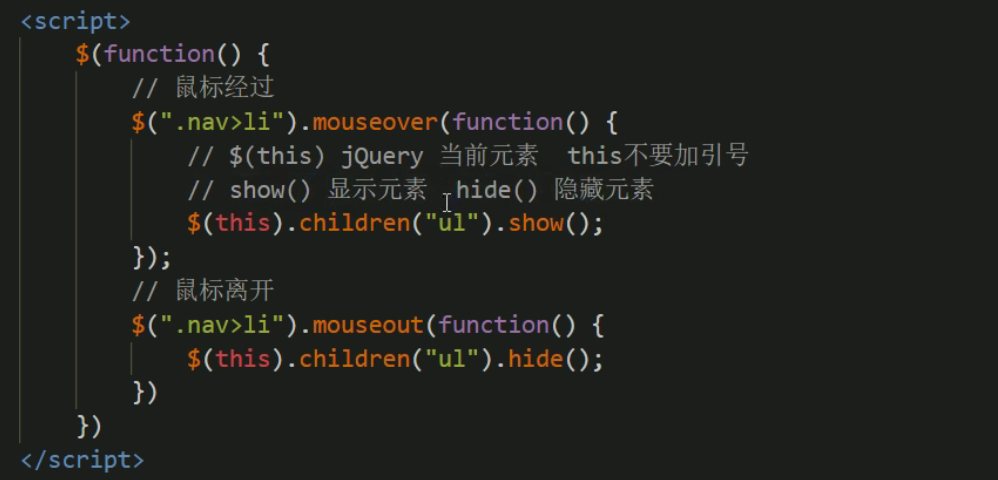 <script>
$(function() {
// 鼠标经过
$(".nav>li").mouseover(function() {
// $(this) jQuery 当前元素  this不要加引号
// show() 显示元素  hide() 隐藏元素
$(this).children("ul").show();
});
// 鼠标离开
$(".nav>li").mouseout(function() {
$(this).children("ul").hide();
})
})
</script>